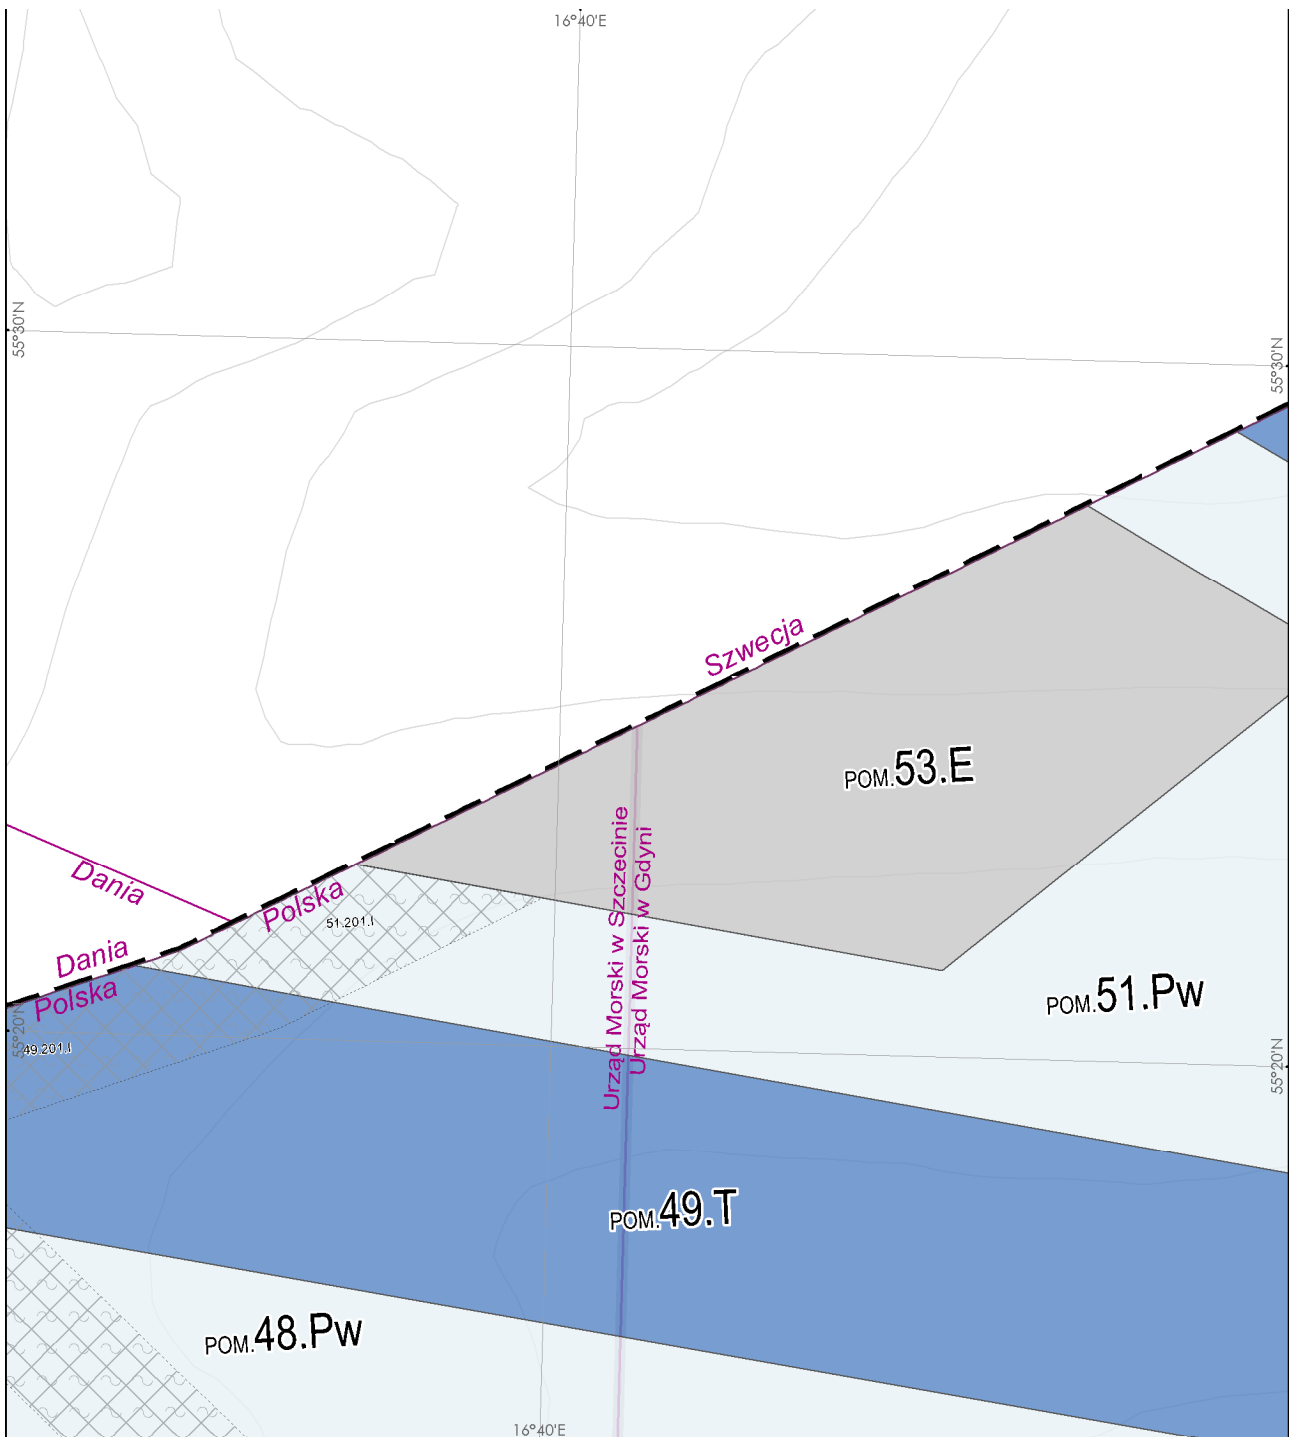 16°40'E
55°30'N
55°30'N
Szwecja
POM.53.E
Urząd Morski w Szczecinie
Urząd Morski w Gdyni
Dania
Polska
51.201.I
Dania
Polska
POM.51.Pw
55°20'N
49.201.I
55°20'N
POM.49.T
POM.48.Pw
16°40'E